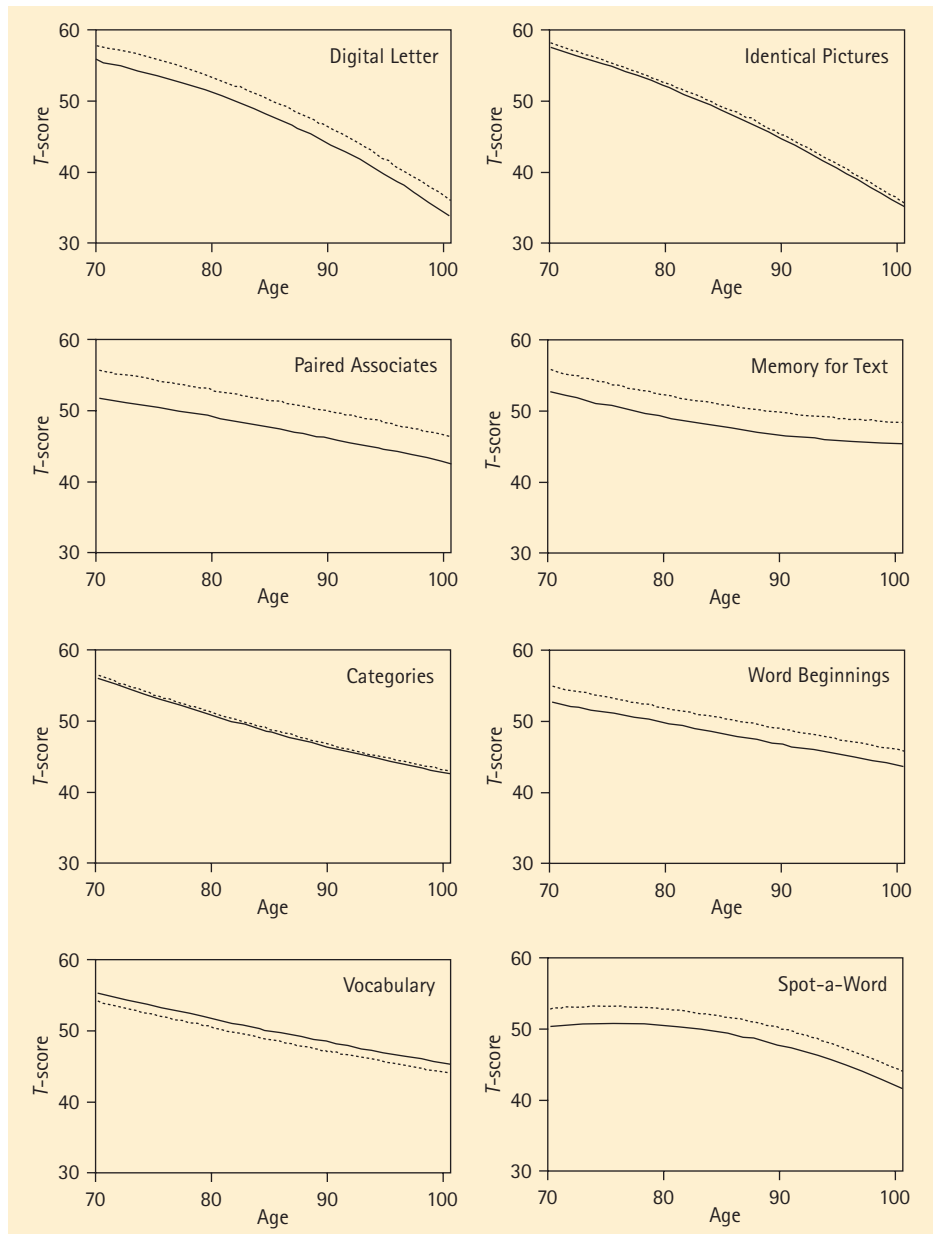 Digital Letter
T-score
60
50
40
30
70 80 90 100
Age
Identical Pictures
T-score
60
50
40
30
70 80 90 100
Age
Paired Associates
T-score
60
50
40
30
70 80 90 100
Age
Memory for Text
T-score
60
50
40
30
70 80 90 100
Age
Categories
T-score
60
50
40
30
70 80 90 100
Age
Word Beginnings
T-score
60
50
40
30
70 80 90 100
Age
Vocabulary
T-score
60
50
40
30
70 80 90 100
Age
Spot-a-Word
T-score
60
50
40
30
70 80 90 100
Age